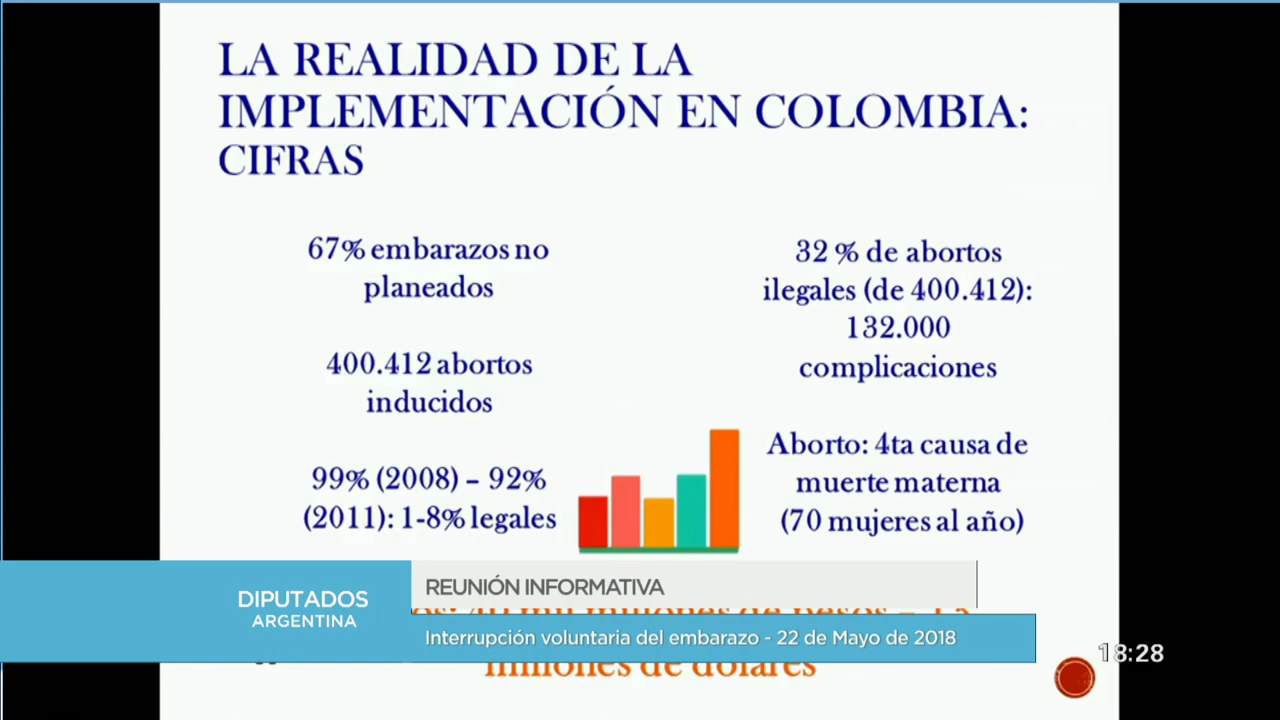 LA REALIDAD DE LA
IMPLEMENTACIÓN EN COLOMBIA:
CIFRAS
67% embarazos no
planeados
400.412 abortos
inducidos
99% (2008) – 92%
(2011): 1-8% legales
32 % de abortos
ilegales (de 400.412):
132.000
complicaciones
Aborto: 4ta causa de
muerte materna
(70 mujeres al año)
millones de pesos
millones de dólares
DIPUTADOS
ARGENTINA
REUNIÓN INFORMATIVA
Interrupción voluntaria del embarazo - 22 de Mayo de 2018
18:28